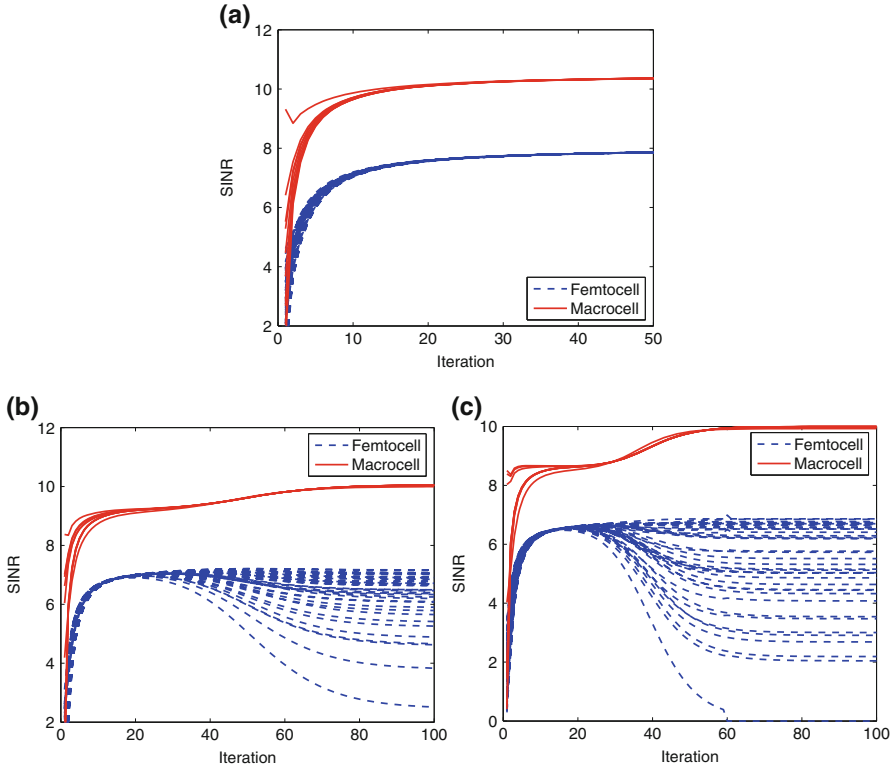 (a)
12
10
8
6
4
2
SINR
0 10 20 30 40 50
Iteration
Femtocell
Macrocell
(b)
12
10
8
6
4
2
SINR
0 20 40 60 80 100
Iteration
Femtocell
Macrocell
(c)
10
8
6
4
2
0
SINR
0 20 40 60 80 100
Iteration
Femtocell
Macrocell